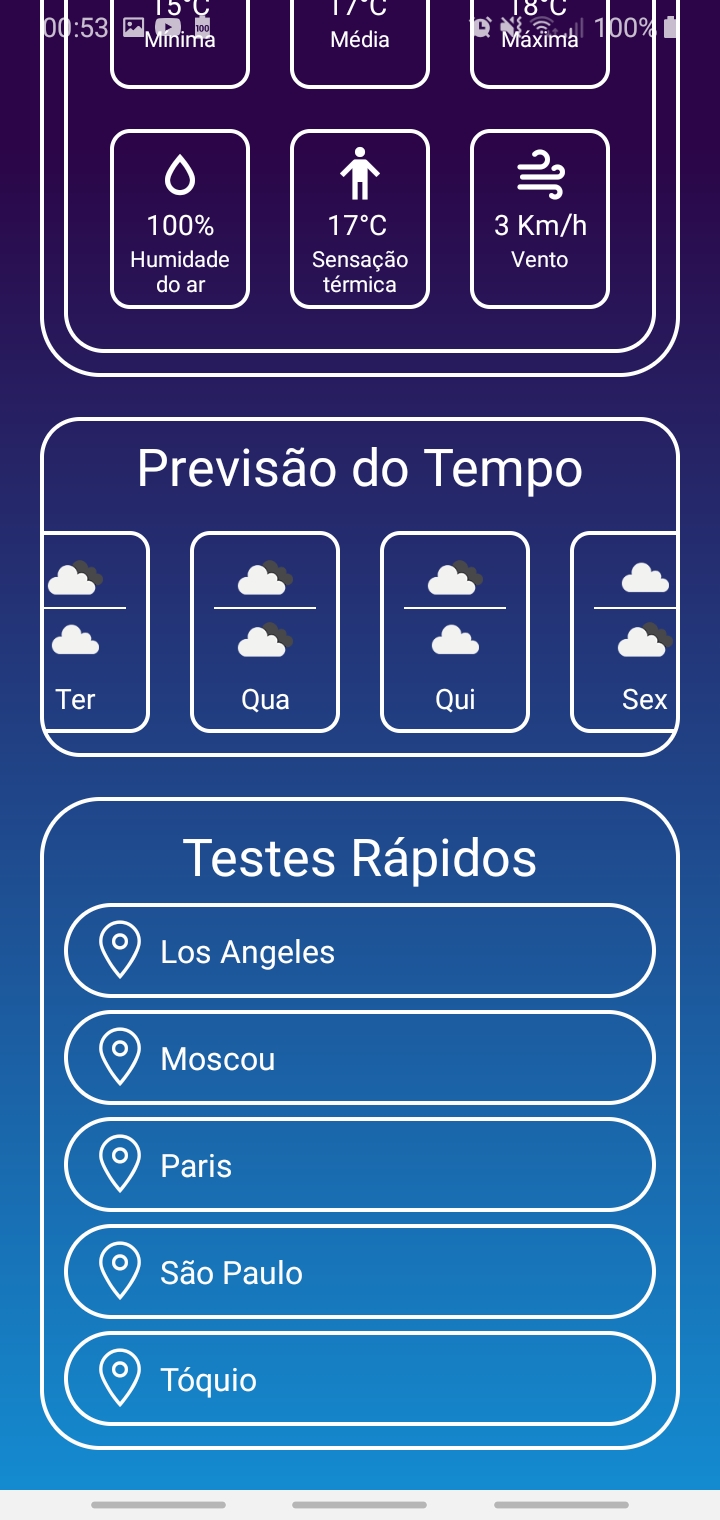 00:53 100 100%
15°C 17°C 18°C
Mínima Média Máxima
100% 17°C 3 Km/h
Humidade Sensação Vento
do ar térmica
Previsão do Tempo
Ter Qua Qui Sex
Testes Rápidos
Los Angeles
Moscou
Paris
São Paulo
Tóquio